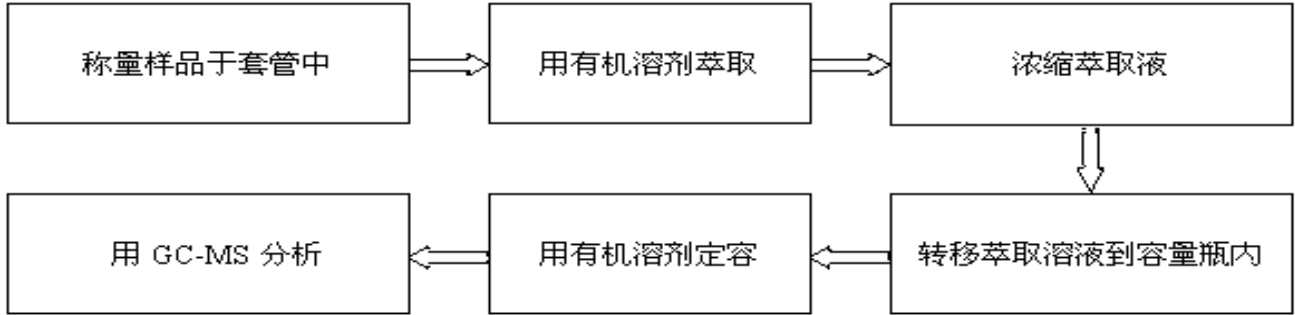 称量样品于套管中
用有机溶剂萃取
浓缩萃取液
转移萃取溶液到容量瓶内
用有机溶剂定容
用 GC-MS 分析